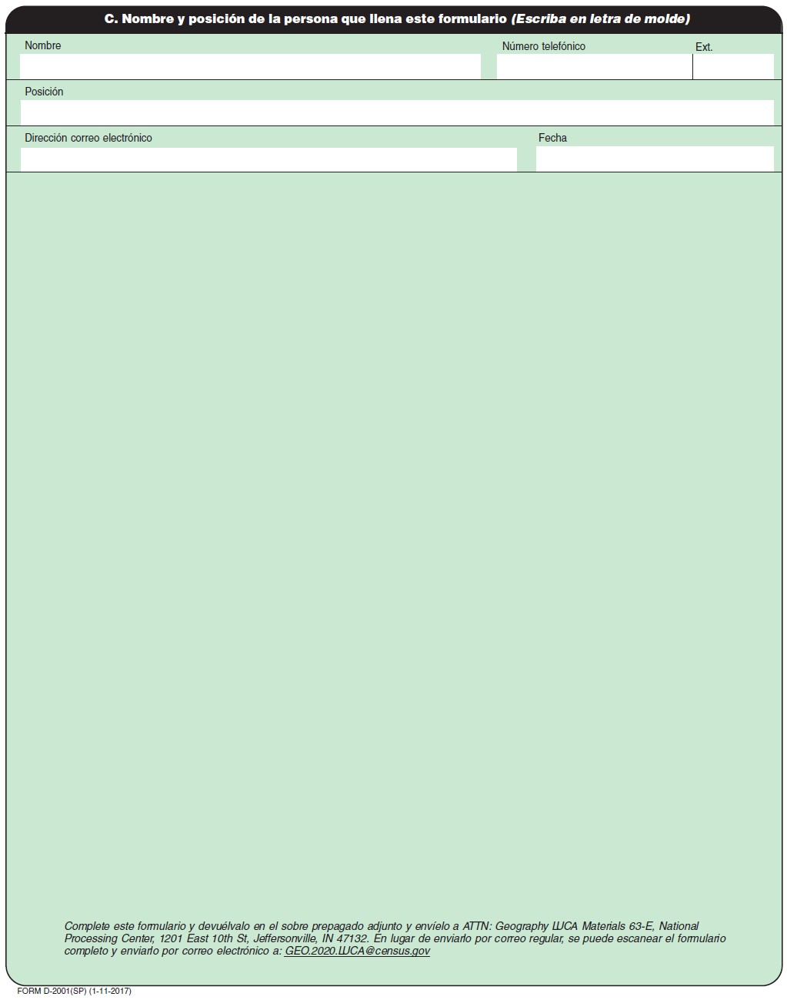 C. Nombre y posición de la persona que llena este formulario (Escriba en letra de molde)
Nombre Número telefónico Ext.
Posición
Dirección correo electrónico Fecha
Complete este formulario y devuélvalo en el sobre prepagado adjunto y envíelo a ATTN: Geography LUCA Materials 63-E, National
Processing Center, 1201 East 10th St, Jeffersonville, IN 47132. En lugar de enviarlo por correo regular, se puede escanear el formulario
completo y enviarlo por correo electrónico a: GEO.2020.LUCA@census.gov
FORM D-2001(SP) (1-11-2017)